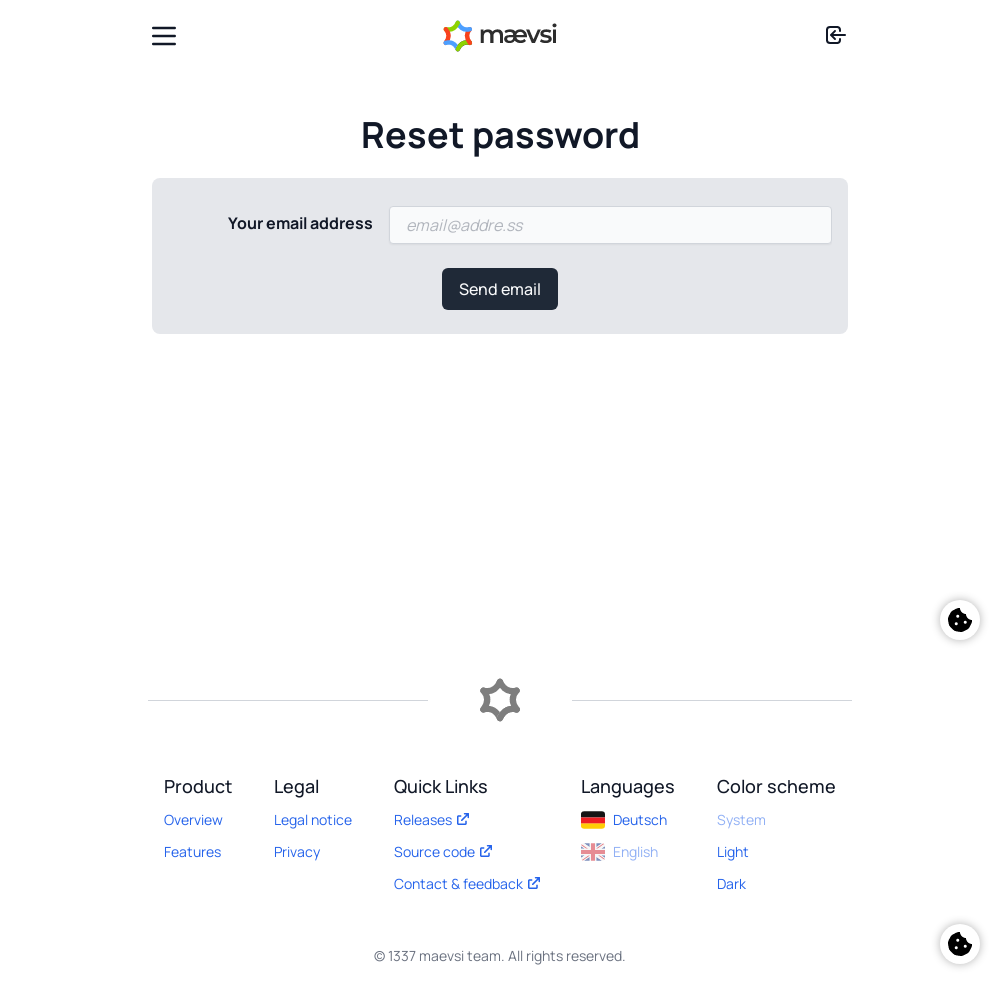 mævsi
Reset password
Your email address
email@addre.ss
Send email
Product
Overview
Features
Legal
Legal notice
Privacy
Quick Links
Releases
Source code
Contact & feedback
Languages
Deutsch
English
Color scheme
System
Light
Dark
© 1337 maevsi team. All rights reserved.